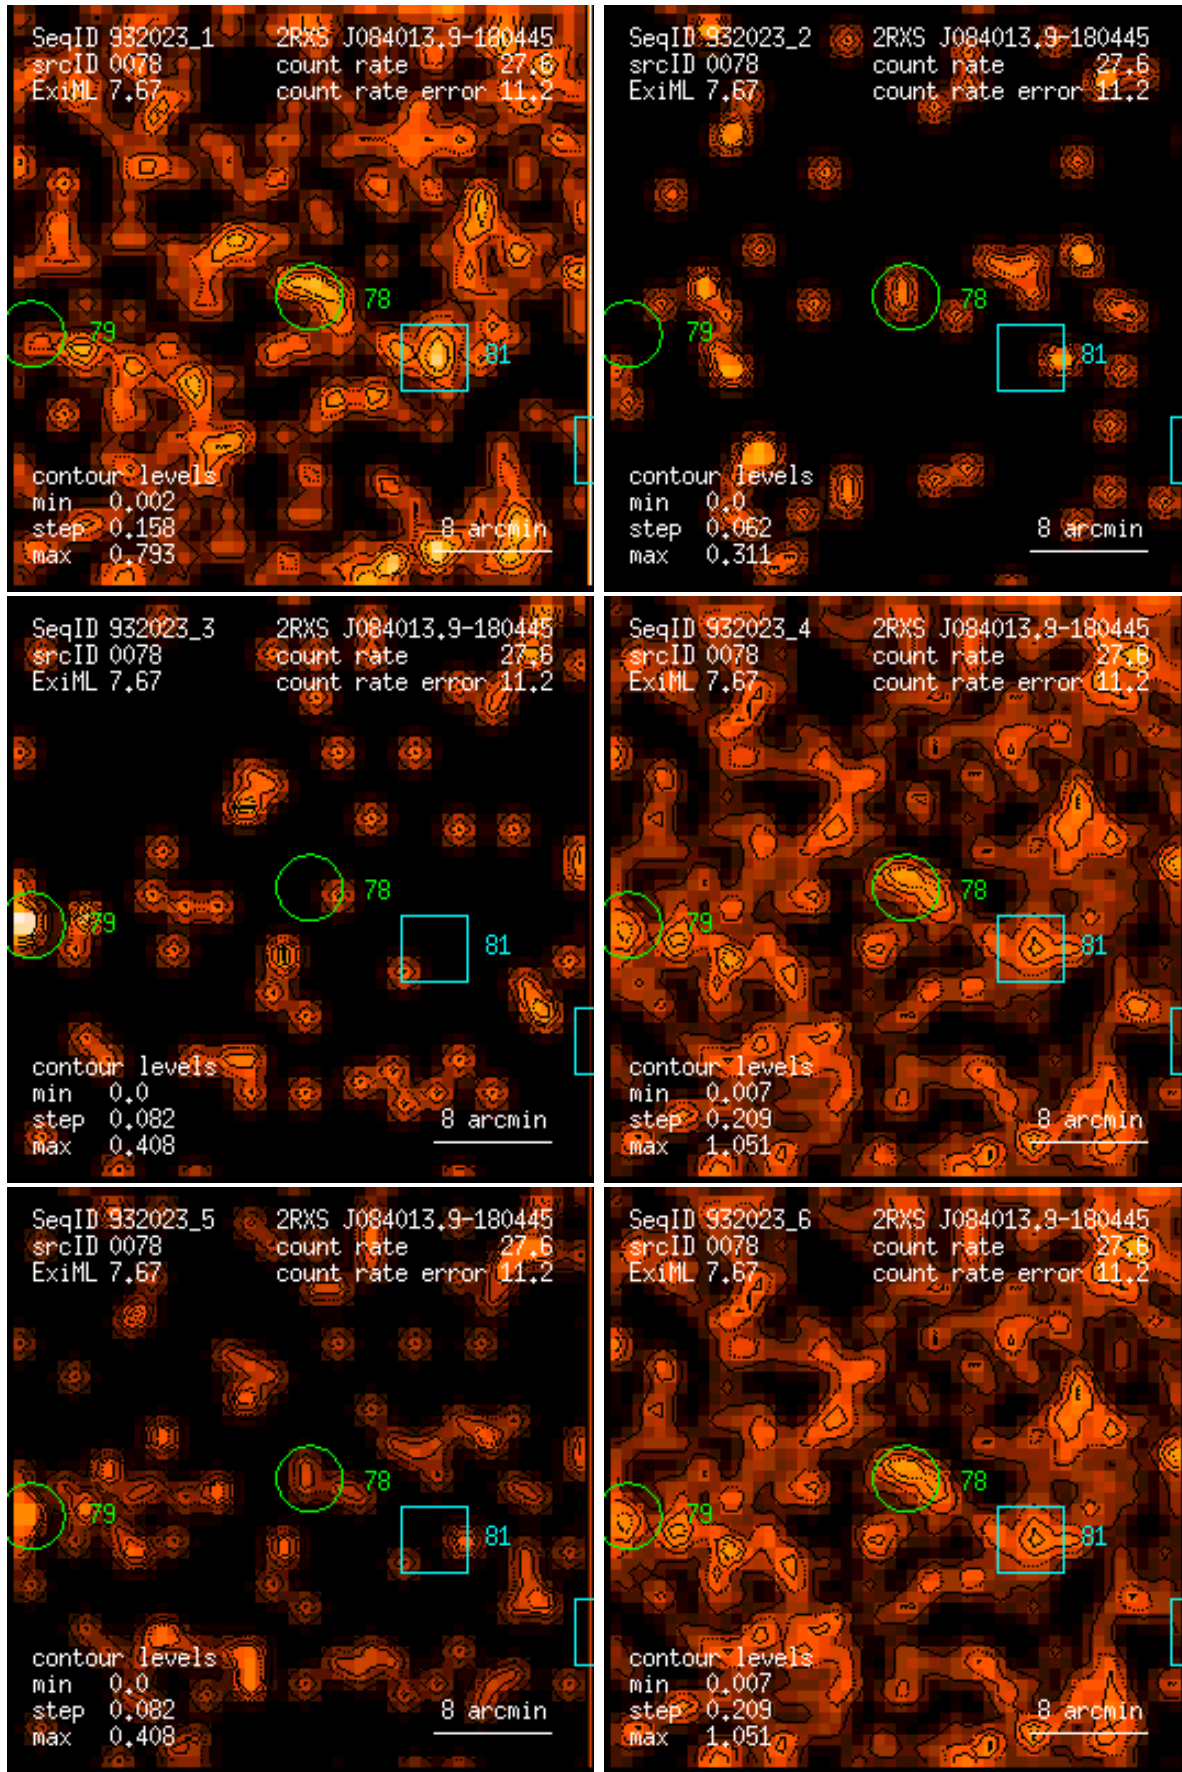 SeqID 932023_1 2RXS J084013.9-180445
srcID 0078 count rate 27.6
ExiML 7.67 count rate error 11.2
78
79
81
contour levels
min 0.002
step 0.158
max 0.793
8 arcmin
SeqID 932023_2 2RXS J084013.9-180445
srcID 0078 count rate 27.6
ExiML 7.67 count rate error 11.2
78
79
81
contour levels
min 0.0
step 0.062
max 0.311
8 arcmin
SeqID 932023_3 2RXS J084013.9-180445
srcID 0078 count rate 27.6
ExiML 7.67 count rate error 11.2
78
79
81
contour levels
min 0.0
step 0.082
max 0.408
8 arcmin
SeqID 932023_4 2RXS J084013.9-180445
srcID 0078 count rate 27.6
ExiML 7.67 count rate error 11.2
78
79
81
contour levels
min 0.007
step 0.209
max 1.051
8 arcmin
SeqID 932023_5 2RXS J084013.9-180445
srcID 0078 count rate 27.6
ExiML 7.67 count rate error 11.2
78
79
81
contour levels
min 0.0
step 0.082
max 0.408
8 arcmin
SeqID 932023_6 2RXS J084013.9-180445
srcID 0078 count rate 27.6
ExiML 7.67 count rate error 11.2
78
79
81
contour levels
min 0.007
step 0.209
max 1.051
8 arcmin